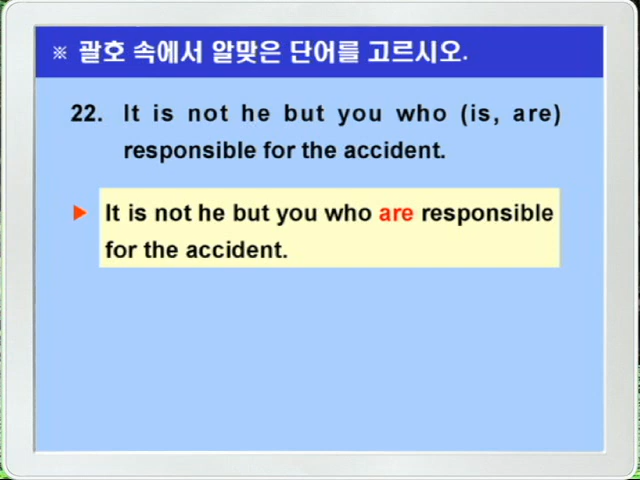 ※ 괄호 속에서 알맞은 단어를 고르시오.
22. It is not he but you who (is, are)
responsible for the accident.
▶ It is not he but you who are responsible
for the accident.